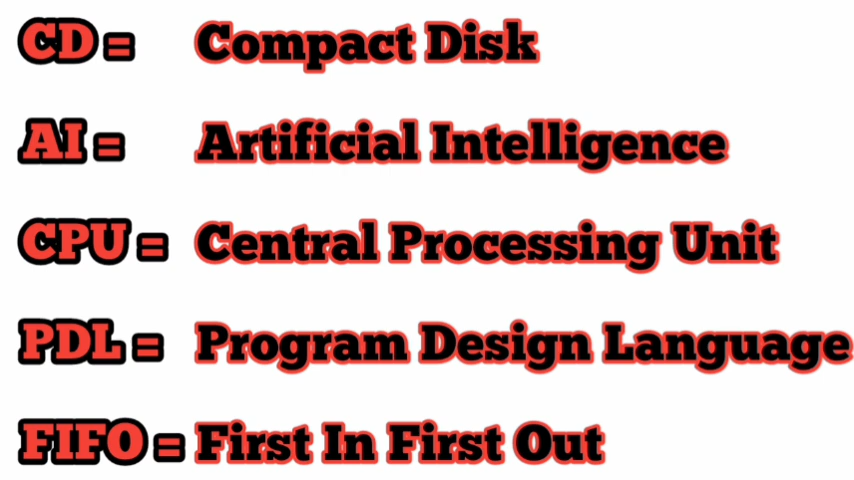 CD = Compact Disk
AI = Artificial Intelligence
CPU = Central Processing Unit
PDL = Program Design Language
FIFO = First In First Out